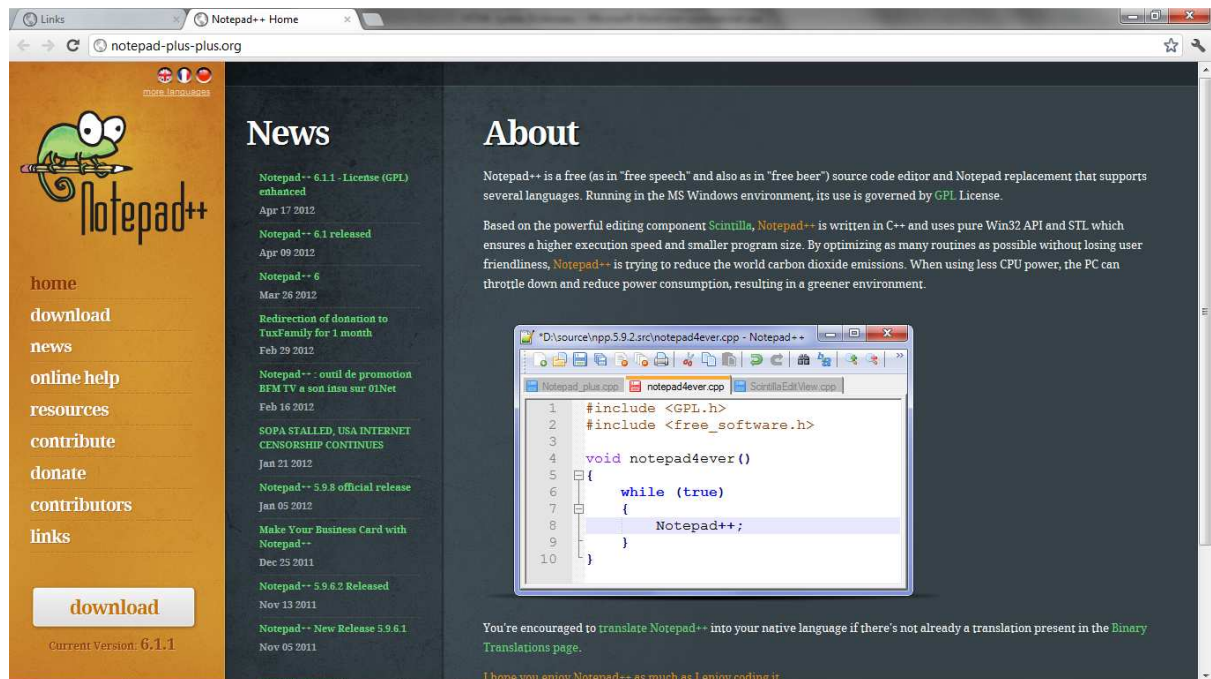 Links
Notepad++ Home
notepad-plus-plus.org
more languages
Notepad++
home
download
news
online help
resources
contribute
donate
contributors
links
download
Current Version: 6.1.1
News
Notepad++ 6.1.1 - License (GPL)
enhanced
Apr 17 2012
Notepad++ 6.1 released
Apr 09 2012
Notepad++ 6
Mar 26 2012
Redirection of donation to
TuxFamily for 1 month
Feb 29 2012
Notepad++ : outil de promotion
BFM TV a son insu sur 01Net
Feb 16 2012
SOPA STALLED, USA INTERNET
CENSORSHIP CONTINUES
Jan 21 2012
Notepad++ 5.9.8 official release
Jan 05 2012
Make Your Business Card with
Notepad++
Dec 25 2011
Notepad++ 5.9.6.2 Released
Nov 13 2011
Notepad++ New Release 5.9.6.1
Nov 05 2011
About
Notepad++ is a free (as in "free speech" and also as in "free beer") source code editor and Notepad replacement that supports
several languages. Running in the MS Windows environment, its use is governed by GPL License.
Based on the powerful editing component Scintilla, Notepad++ is written in C++ and uses pure Win32 API and STL which
ensures a higher execution speed and smaller program size. By optimizing as many routines as possible without losing user
friendliness, Notepad++ is trying to reduce the world carbon dioxide emissions. When using less CPU power, the PC can
throttle down and reduce power consumption, resulting in a greener environment.
*D:\source\npp.5.9.2.src\notepad4ever.cpp - Notepad++
Notepad_plus.cpp notepad4ever.cpp ScintillaEditView.cpp
1 #include <GPL.h>
2 #include <free_software.h>
3
4 void notepad4ever()
5 {
6 while (true)
7 {
8 Notepad++;
9 }
10 }
You're encouraged to translate Notepad++ into your native language if there's not already a translation present in the Binary
Translations page.
I hope you enjoy Notepad++ as much as I enjoy coding it.